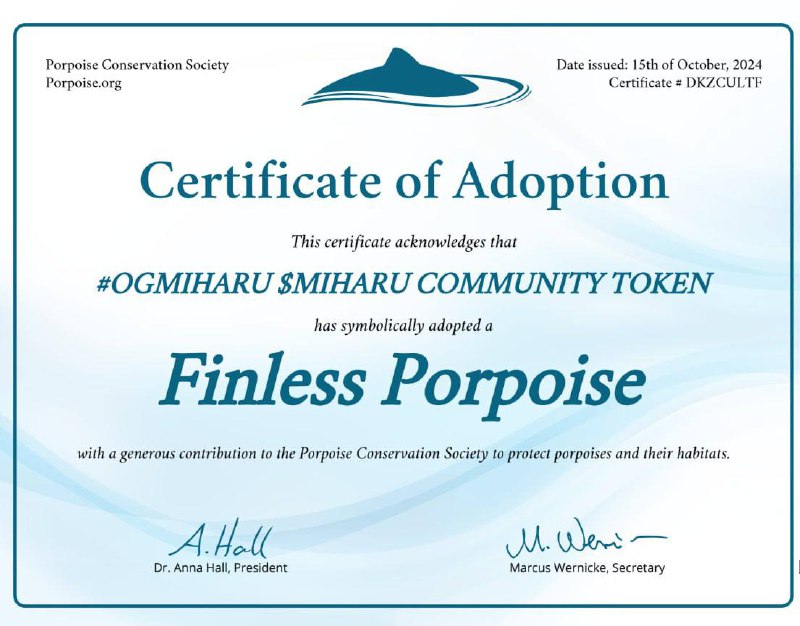 Porpoise Conservation Society
Porpoise.org
Date issued: 15th of October, 2024
Certificate # DKZCULTF
Certificate of Adoption
This certificate acknowledges that
#OGMIHARU $MIHARU COMMUNITY TOKEN
has symbolically adopted a
Finless Porpoise
with a generous contribution to the Porpoise Conservation Society to protect porpoises and their habitats.
A. Hall
Dr. Anna Hall, President
M. Wernicke
Marcus Wernicke, Secretary